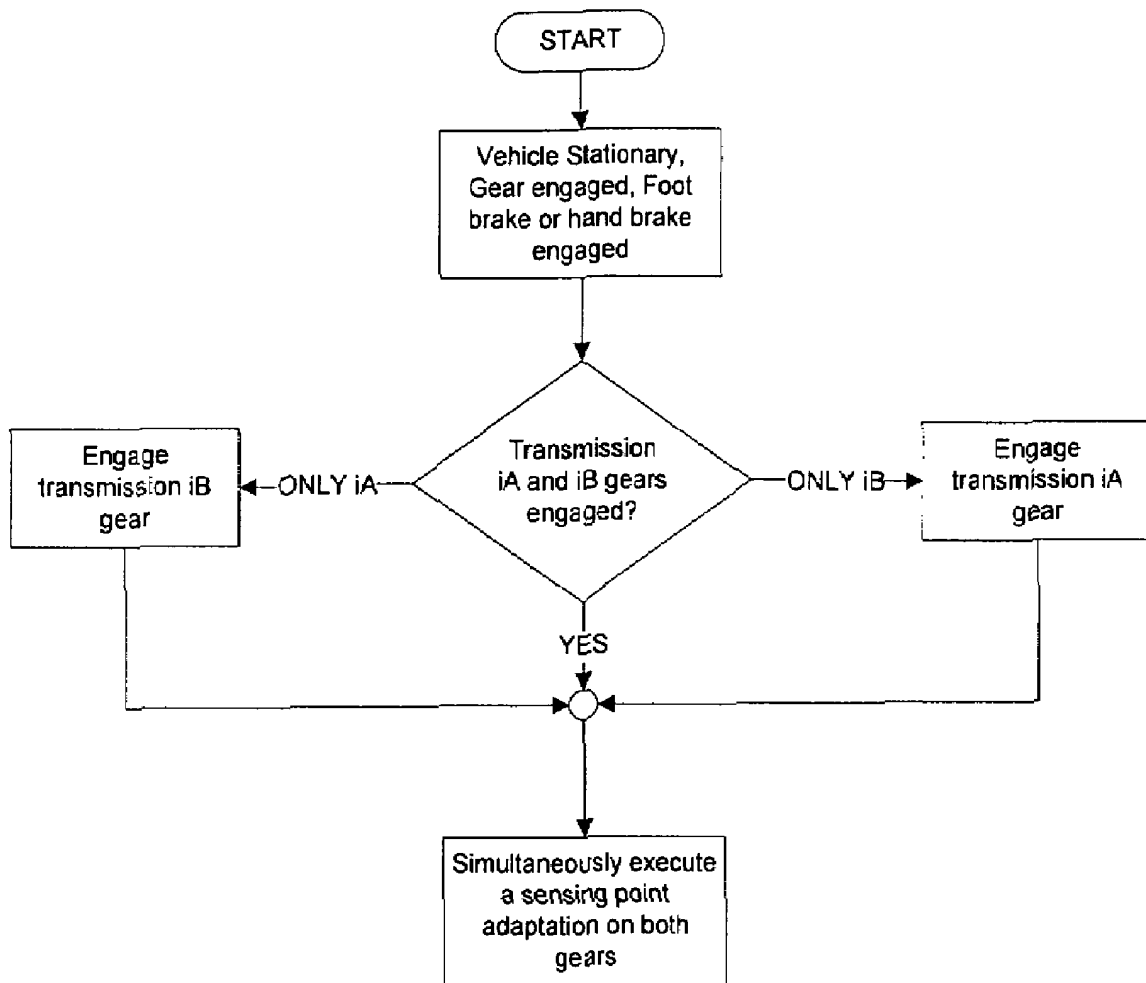 START
Vehicle Stationary,
Gear engaged, Foot
brake or hand brake
engaged
Transmission
iA and iB gears
engaged?
Engage
transmission iB
gear
ONLY iA
ONLY iB
Engage
transmission iA
gear
YES
Simultaneously execute
a sensing point
adaptation on both
gears